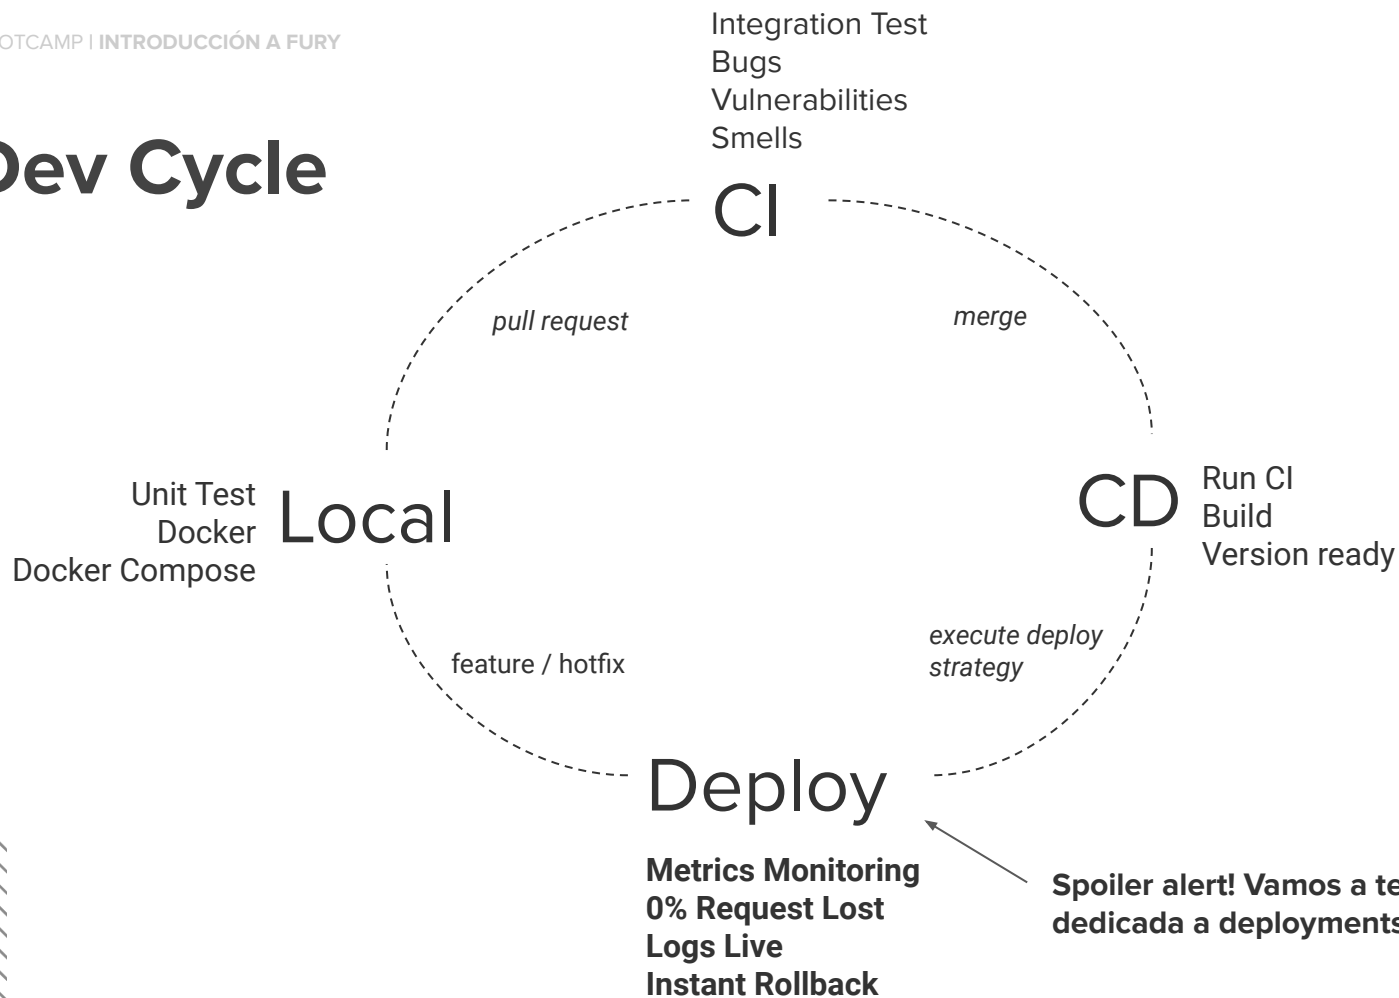 OTCAMP | INTRODUCCIÓN A FURY
Dev Cycle
Integration Test
Bugs
Vulnerabilities
Smells
CI
pull request
merge
Unit Test
Docker
Docker Compose
Local
CD
Run CI
Build
Version ready
feature / hotfix
execute deploy
strategy
Deploy
Metrics Monitoring
0% Request Lost
Logs Live
Instant Rollback
Spoiler alert! Vamos a te
dedicada a deployments